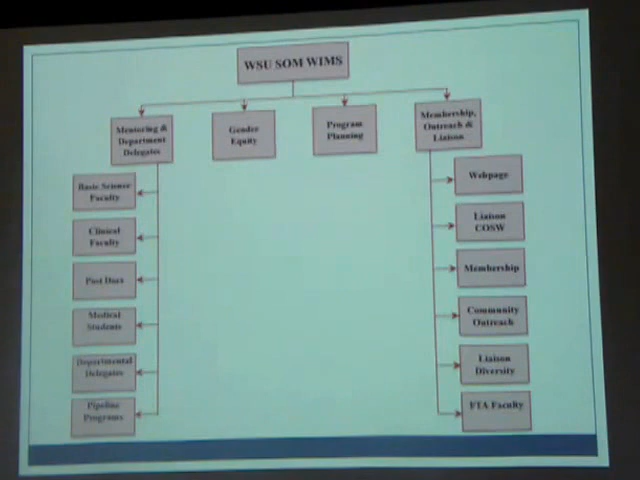 WSU SOM WIMS
Mentoring &
Department
Delegates
Gender
Equity
Program
Planning
Membership,
Outreach &
Liaison
Basic Science
Faculty
Clinical
Faculty
Post Docs
Medical
Students
Departmental
Delegates
Pipeline
Programs
Webpage
Liaison
COSW
Membership
Community
Outreach
Liaison
Diversity
FTA Faculty